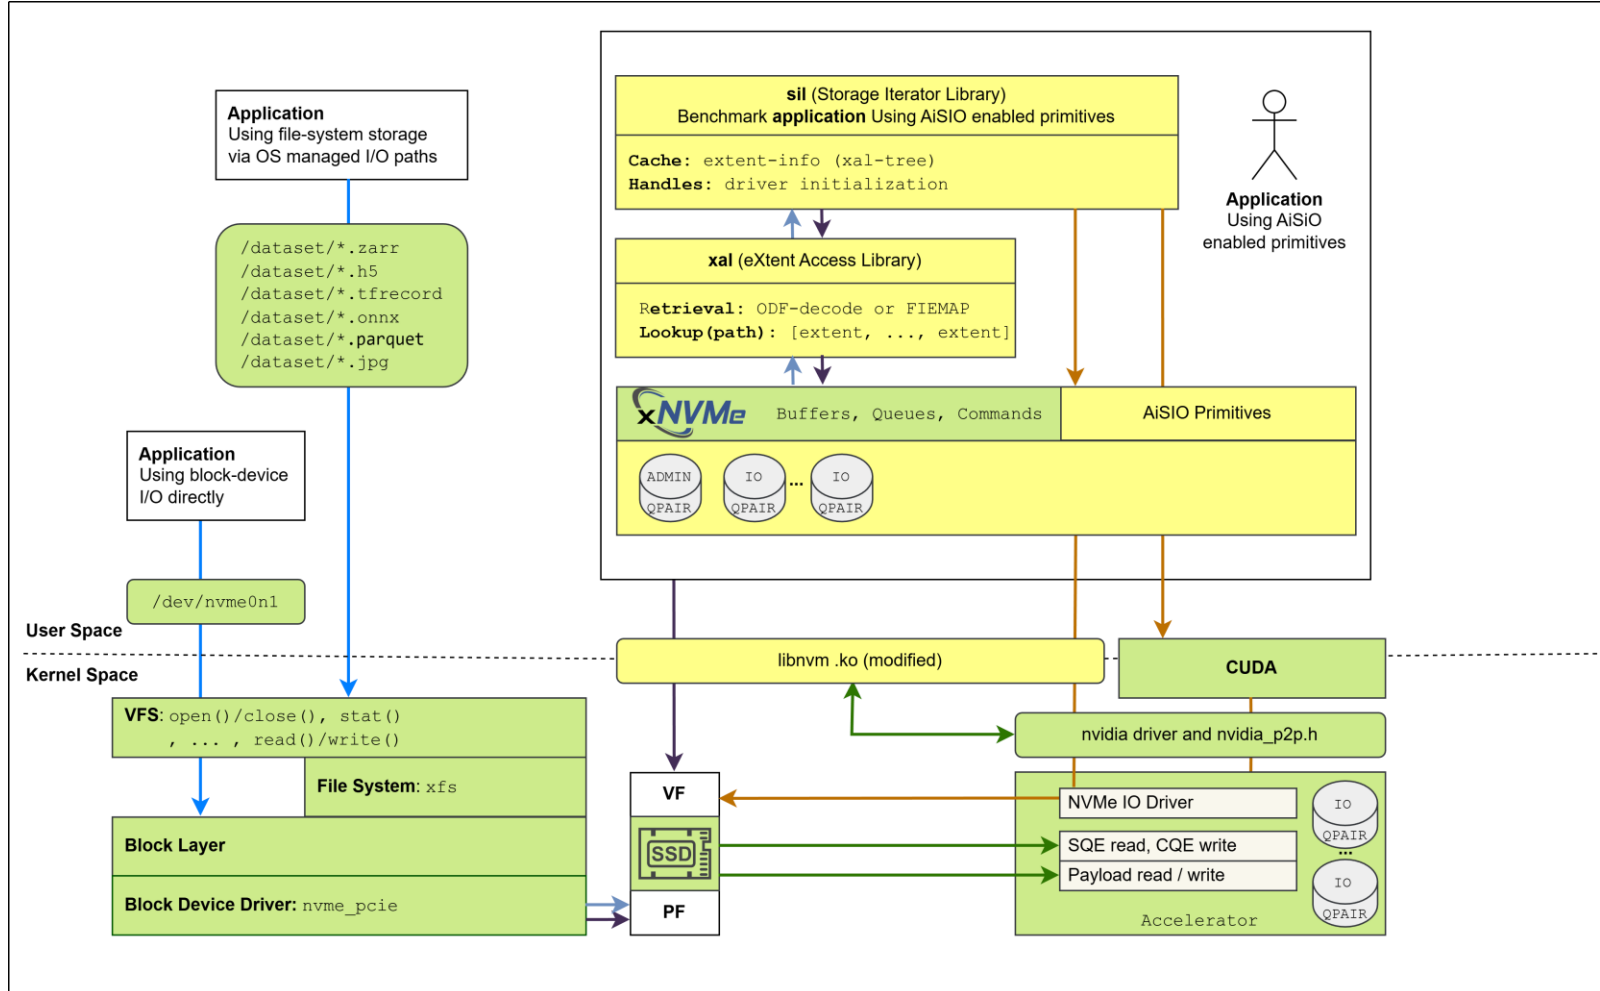 Application
Using file-system storage
via OS managed I/O paths
/dataset/*.zarr
/dataset/*.h5
/dataset/*.tfrecord
/dataset/*.onnx
/dataset/*.parquet
/dataset/*.jpg
Application
Using block-device
I/O directly
/dev/nvme0n1
User Space
Kernel Space
VFS: open()/close(), stat()
, ... , read()/write()
File System: xfs
Block Layer
Block Device Driver: nvme_pcie
sil (Storage Iterator Library)
Benchmark application Using AiSIO enabled primitives
Cache: extent-info (xal-tree)
Handles: driver initialization
xal (eXtent Access Library)
Retrieval: ODF-decode or FIEMAP
Lookup(path): [extent, ..., extent]
xNVMe
Buffers, Queues, Commands
AiSIO Primitives
ADMIN
QPAIR
IO
QPAIR
...
IO
QPAIR
Application
Using AiSiO
enabled primitives
libnvm .ko (modified)
CUDA
nvidia driver and nvidia_p2p.h
VF
SSD
PF
NVMe IO Driver
SQE read, CQE write
Payload read / write
Accelerator
IO
QPAIR
...
IO
QPAIR